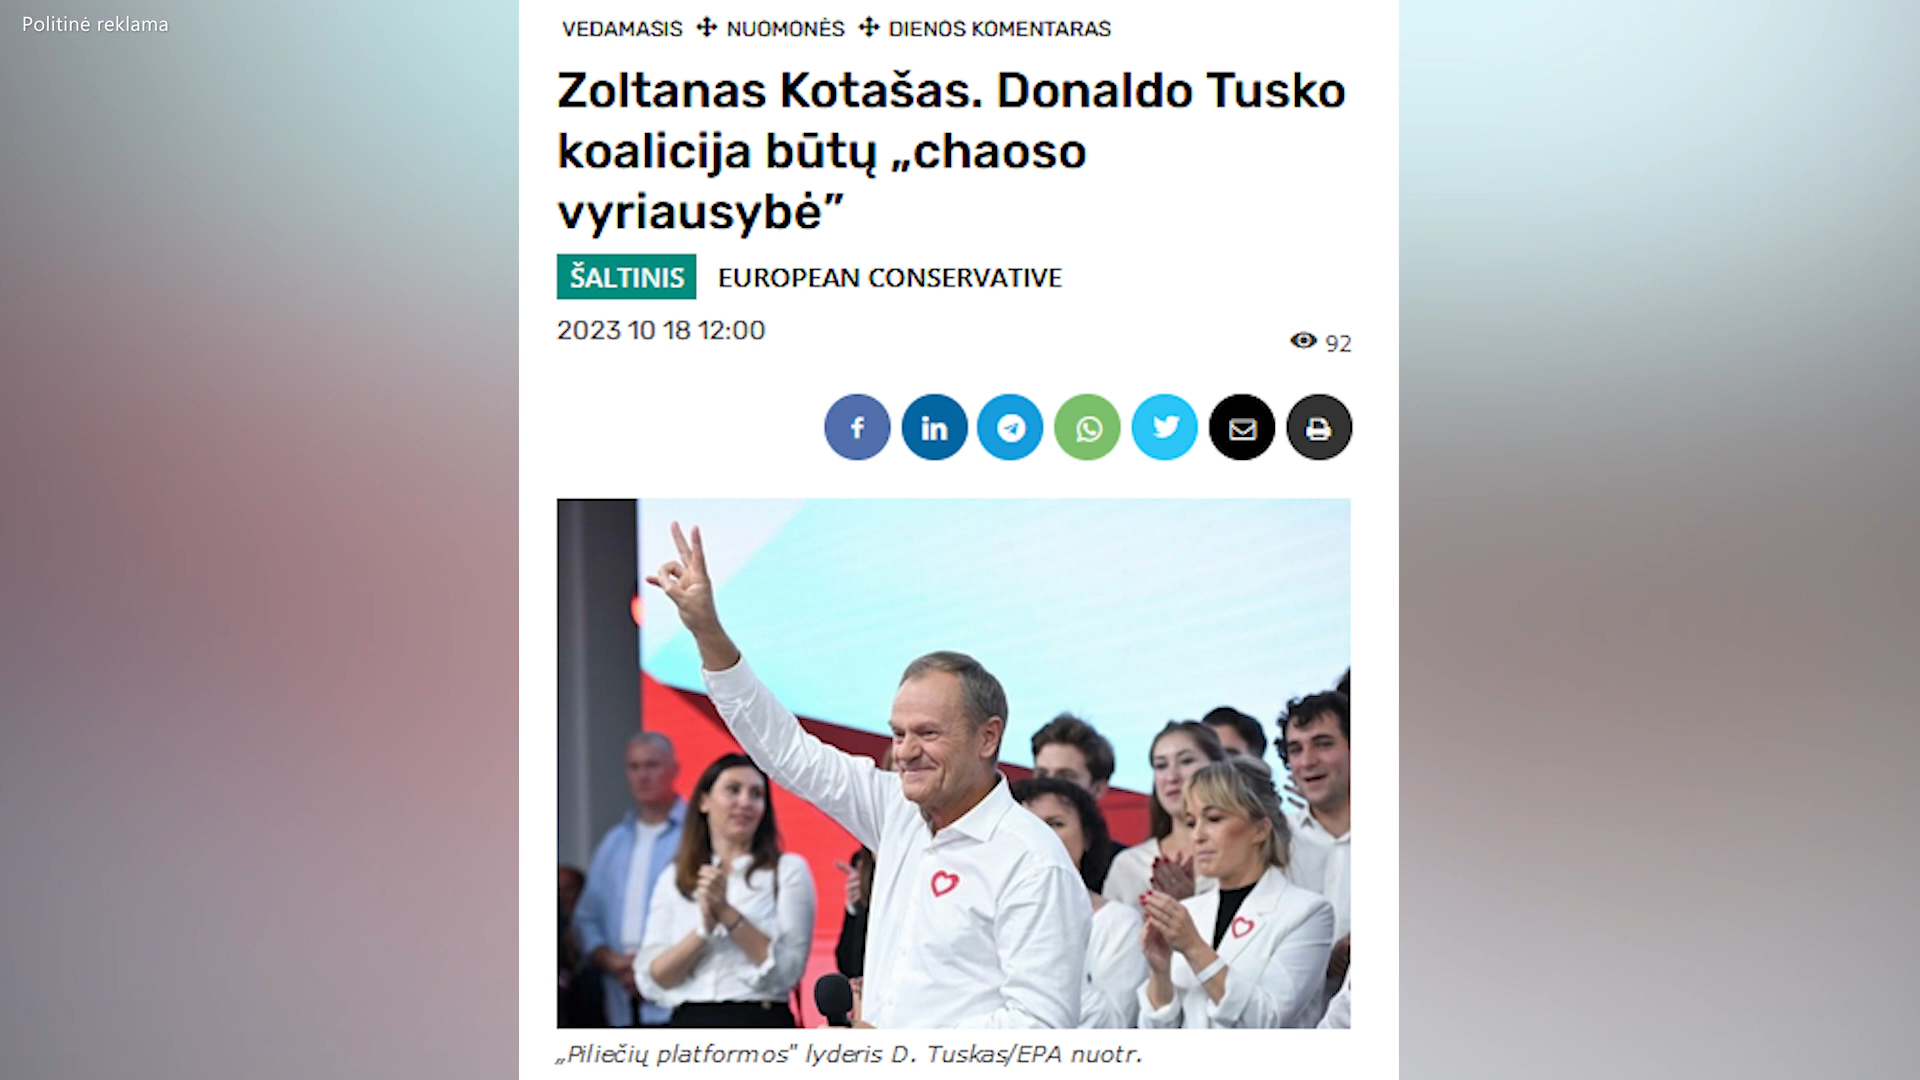 Politinė reklama
VEDAMASIS NUOMONĖS DIENOS KOMENTARAS
Zoltanas Kotašas. Donaldo Tusko
koalicija būtų „chaoso
vyriausybė”
ŠALTINIS EUROPEAN CONSERVATIVE
2023 10 18 12:00
92
„Piliečių platformos" lyderis D. Tuskas/EPA nuotr.